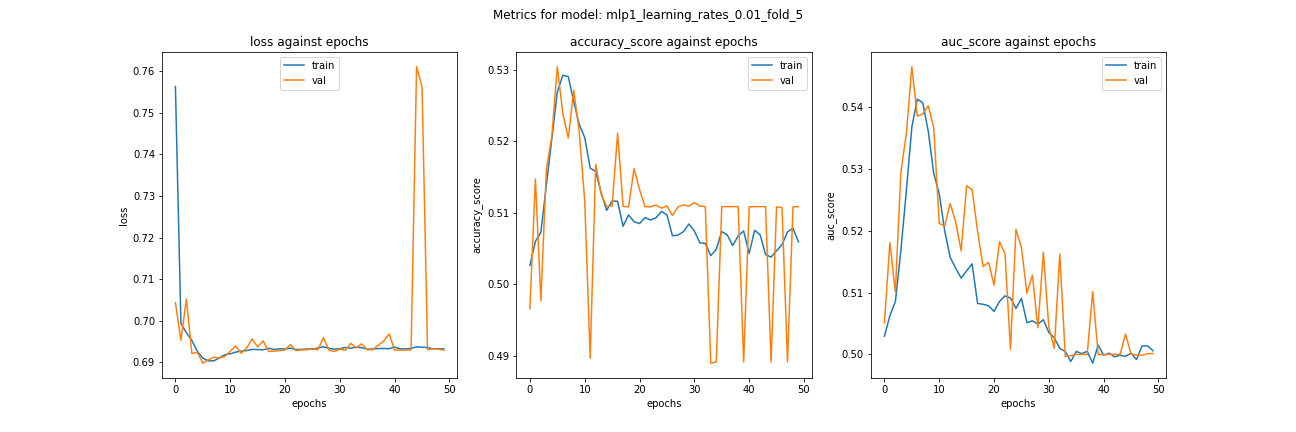 Metrics for model: mlp1_learning_rates_0.01_fold_5
loss against epochs
train
val
0.76
0.75
0.74
0.73
0.72
0.71
0.70
0.69
loss
0
10
20
30
40
50
epochs
accuracy_score against epochs
train
val
0.53
0.52
0.51
0.50
0.49
accuracy_score
0
10
20
30
40
50
epochs
auc_score against epochs
train
val
0.54
0.53
0.52
0.51
0.50
auc_score
0
10
20
30
40
50
epochs